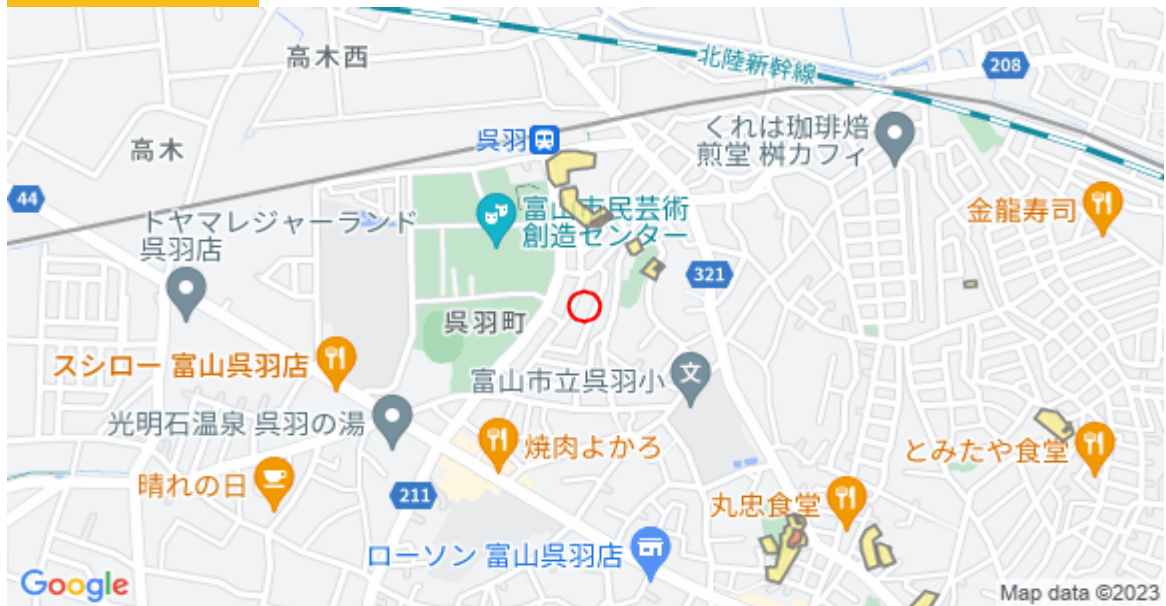 高木西
北陸新幹線
208
高木
呉羽
くれは珈琲焙
煎堂 桝カフィ
44
トヤマレジャーランド
呉羽店
富山市民芸術
創造センター
金龍寿司
321
呉羽町
スシロー 富山呉羽店
富山市立呉羽小
文
光明石温泉 呉羽の湯
焼肉よかろ
とみたや食堂
晴れの日
211
丸忠食堂
ローソン 富山呉羽店
Google
Map data ©2023